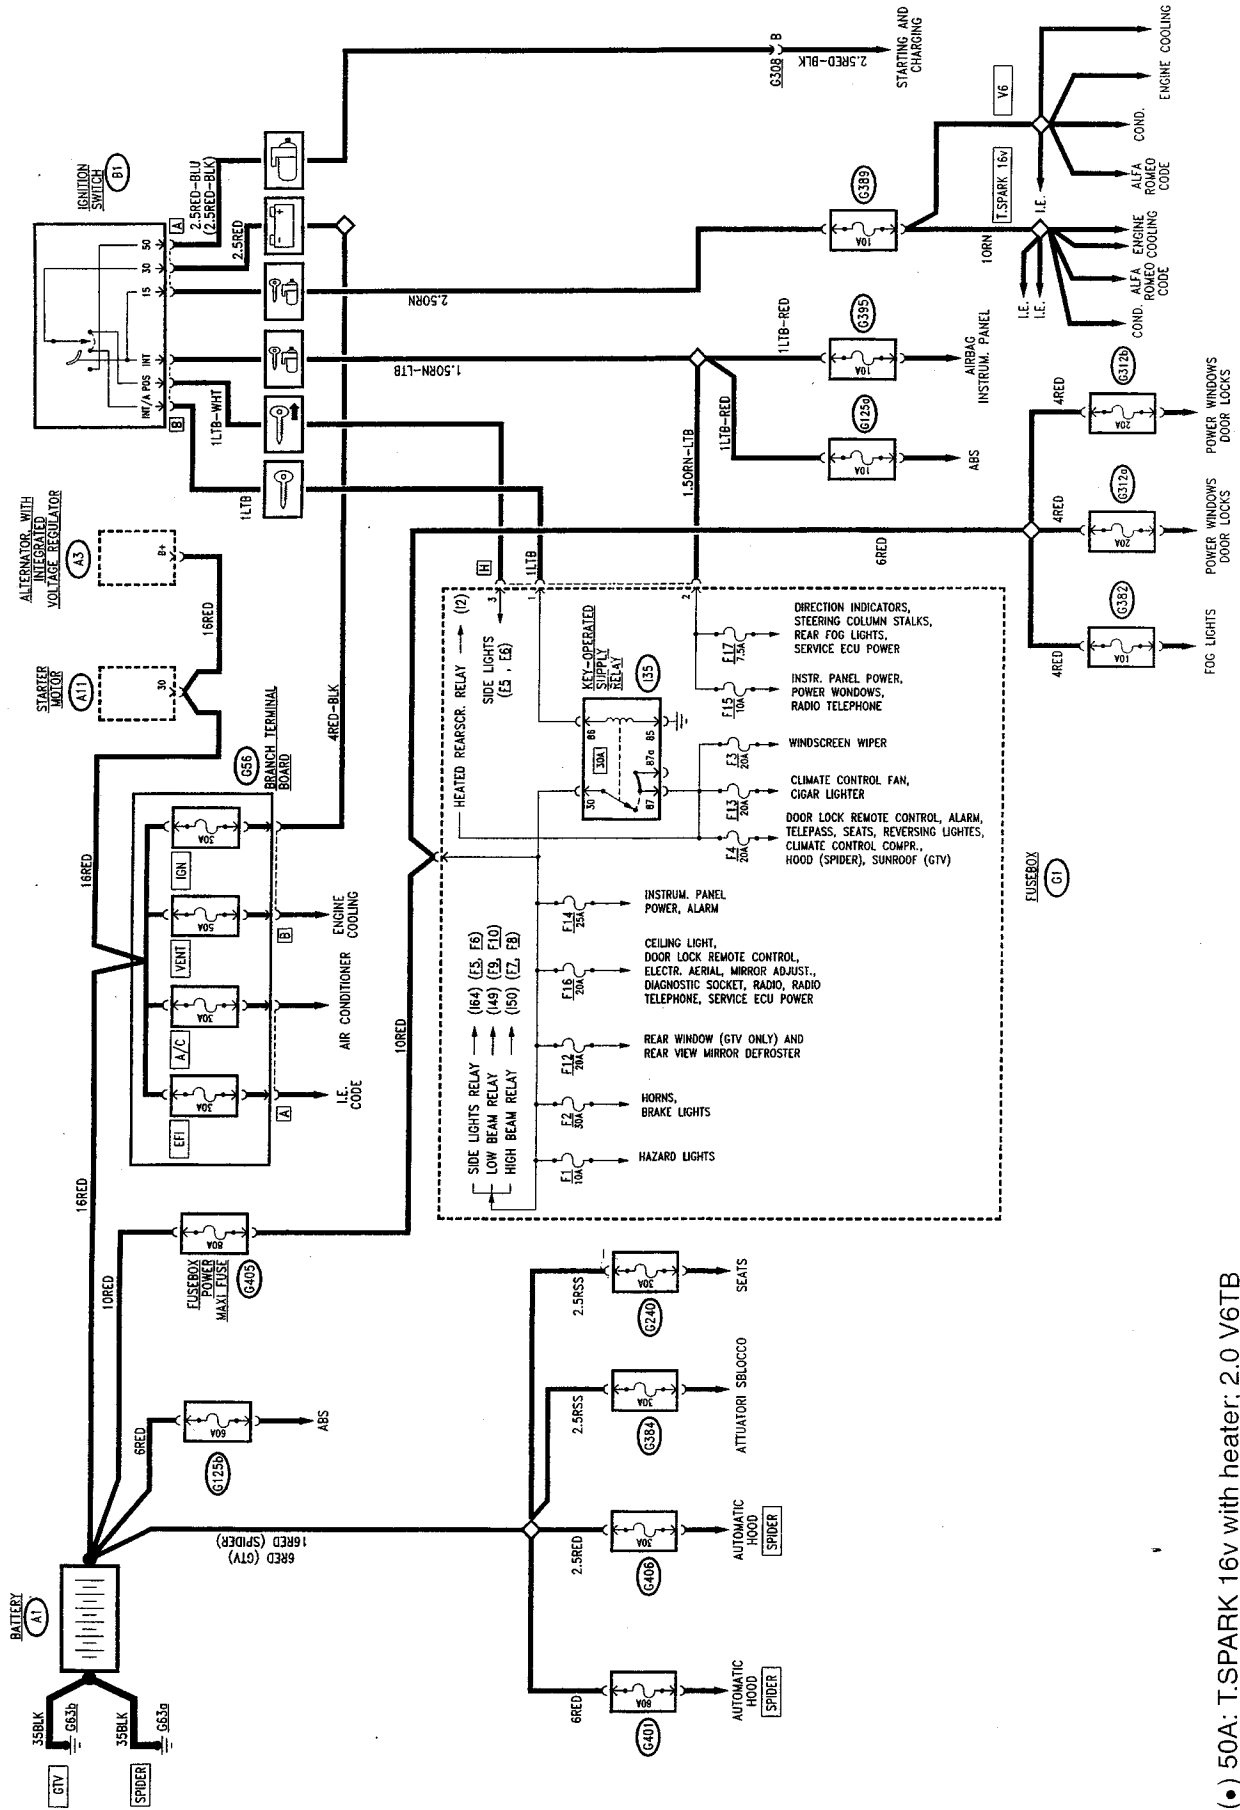 BATTERY
A1
35BLK
G63b
GTV
35BLK
G63a
SPIDER
16RED
10RED
6RED
6RED (GTV)
16RED (SPIDER)
60A
G125b
ABS
80A
FUSEBOX
POWER
MAXI FUSE
G405
10RED
STARTER
MOTOR
A11
30
ALTERNATOR WITH
INTEGRATED
VOLTAGE REGULATOR
A3
B+
16RED
16RED
G56
BRANCH TERMINAL
BOARD
EFI
30A
A/C
30A
VENT
50A
IGN
30A
A
B
I.E.
CODE
AIR CONDITIONER
ENGINE
COOLING
4RED-BLK
IGNITION
SWITCH
B1
INT/A
POS
INT
15
30
50
B
A
1LTB
1LTB-WHT
1.5ORN-LTB
2.5ORN
2.5RED
2.5RED-BLU
(2.5RED-BLK)
G308
B
2.5RED-BLK
STARTING AND
CHARGING
G389
10A
V6
T.SPARK 16v
1ORN
I.E.
ENGINE COOLING
COND.
ALFA
ROMEO
CODE
I.E.
I.E.
ENGINE
COOLING
ALFA
ROMEO
CODE
COND.
1LTB-RED
G395
10A
AIRBAG
INSTRUM. PANEL
1LTB-RED
G125a
10A
ABS
1.5ORN-LTB
6RED
4RED
G312b
20A
POWER WINDOWS
DOOR LOCKS
4RED
G312a
20A
POWER WINDOWS
DOOR LOCKS
4RED
G382
10A
FOG LIGHTS
H
3
1LTB
1
2
HEATED REARSCR. RELAY
(I2)
SIDE LIGHTS
(F5 , F6)
KEY-OPERATED
SUPPLY
RELAY
I35
30A
86
85
30
87
87a
F17
7.5A
DIRECTION INDICATORS,
STEERING COLUMN STALKS,
REAR FOG LIGHTS,
SERVICE ECU POWER
F15
10A
INSTR. PANEL POWER,
POWER WONDOWS,
RADIO TELEPHONE
F3
20A
WINDSCREEN WIPER
F13
20A
CLIMATE CONTROL FAN,
CIGAR LIGHTER
F4
20A
DOOR LOCK REMOTE CONTROL, ALARM,
TELEPASS, SEATS, REVERSING LIGHTES,
CLIMATE CONTROL COMPR.,
HOOD (SPIDER), SUNROOF (GTV)
FUSEBOX
G1
F14
25A
INSTRUM. PANEL
POWER, ALARM
F16
20A
CEILING LIGHT,
DOOR LOCK REMOTE CONTROL,
ELECTR. AERIAL, MIRROR ADJUST.,
DIAGNOSTIC SOCKET, RADIO, RADIO
TELEPHONE, SERVICE ECU POWER
F12
20A
REAR WINDOW (GTV ONLY) AND
REAR VIEW MIRROR DEFROSTER
F2
30A
HORNS,
BRAKE LIGHTS
F1
10A
HAZARD LIGHTS
SIDE LIGHTS RELAY (I64) (F5, F6)
LOW BEAM RELAY (I49) (F9, F10)
HIGH BEAM RELAY (I50) (F7, F8)
2.5RSS
G240
30A
SEATS
2.5RSS
G384
30A
ATTUATORI SBLOCCO
2.5RED
G406
30A
AUTOMATIC
HOOD
SPIDER
6RED
G401
60A
AUTOMATIC
HOOD
SPIDER
(•) 50A: T.SPARK 16v with heater; 2.0 V6TB